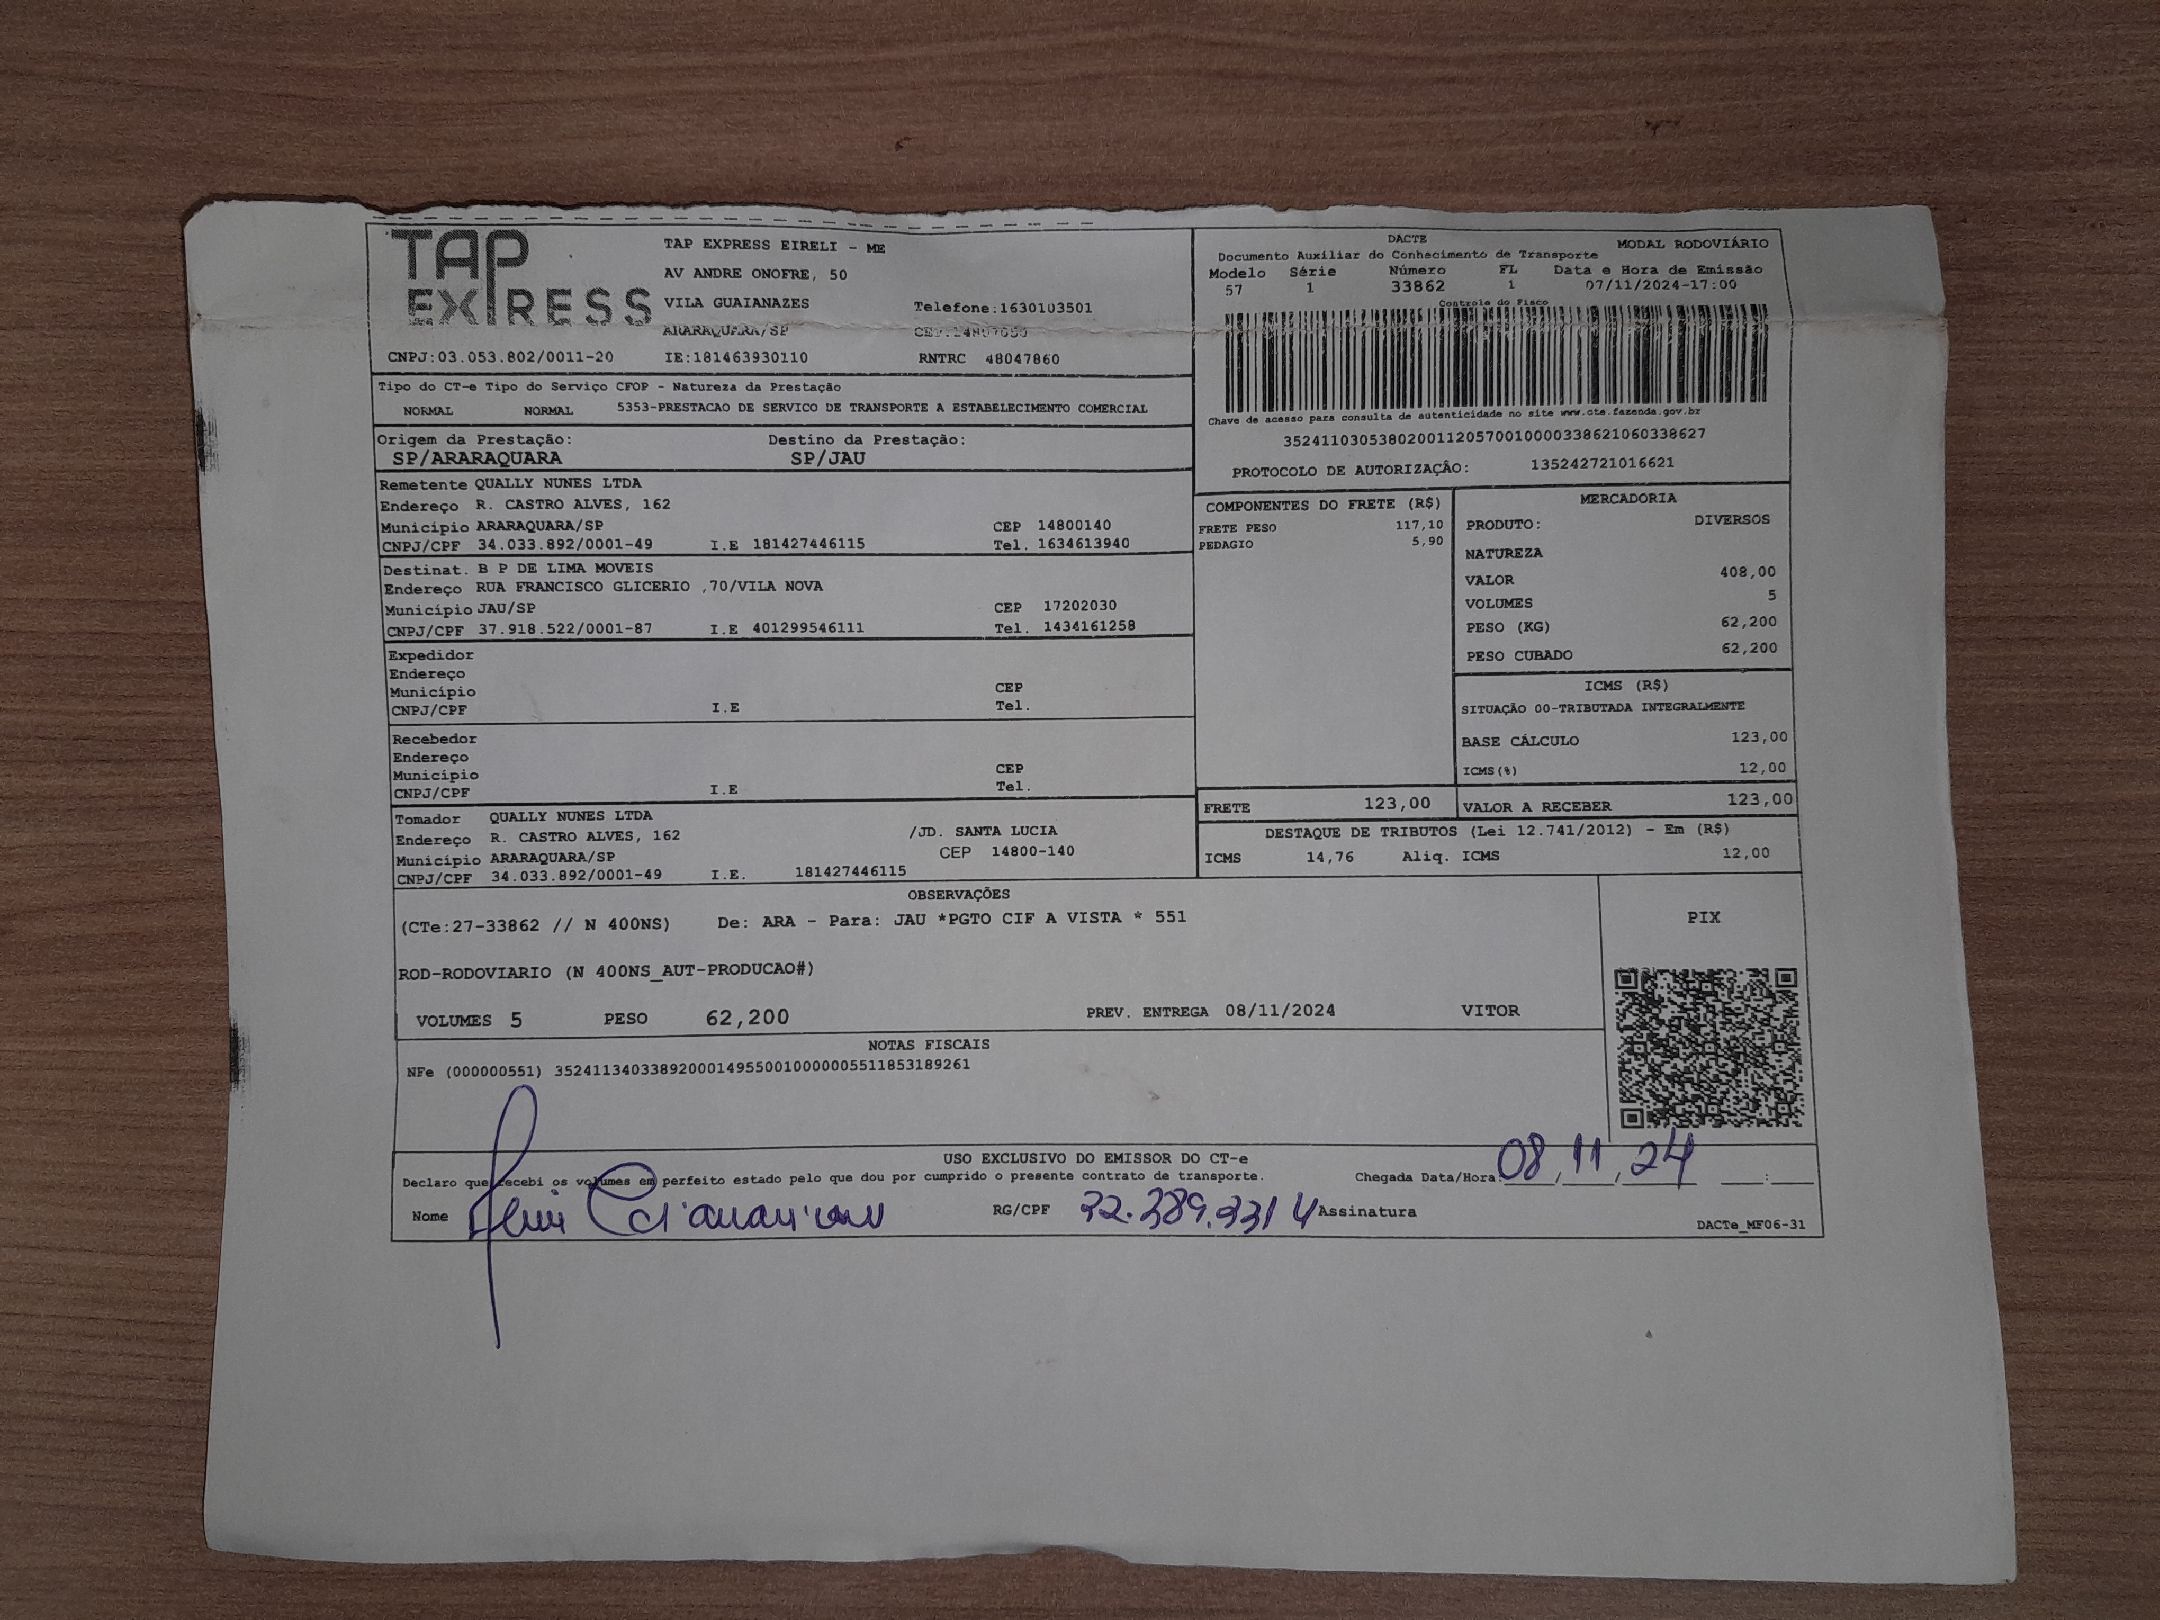 TAP EXPRESS
TAP EXPRESS EIRELI - ME
AV ANDRE ONOFRE, 50
VILA GUAIANAZES Telefone:1630103501
ARARAQUARA/SP
CNPJ:03.053.802/0011-20 IE:181463930110 RNTRC 48047860
DACTE MODAL RODOVIÁRIO
Documento Auxiliar do Conhecimento de Transporte
Modelo Série Número FL Data e Hora de Emissão
57 1 33862 1 07/11/2024-17:00
Controle do Fisco
Chave de acesso para consulta de autenticidade no site www.cte.fazenda.gov.br
35241103053802001120570010000338621060338627
PROTOCOLO DE AUTORIZAÇÂO: 135242721016621
Tipo do CT-e Tipo do Serviço CFOP - Natureza da Prestação
NORMAL NORMAL 5353-PRESTACAO DE SERVICO DE TRANSPORTE A ESTABELECIMENTO COMERCIAL
Origem da Prestação: Destino da Prestação:
SP/ARARAQUARA SP/JAU
Remetente QUALLY NUNES LTDA
Endereço R. CASTRO ALVES, 162
Município ARARAQUARA/SP CEP 14800140
CNPJ/CPF 34.033.892/0001-49 I.E 181427446115 Tel. 1634613940
Destinat. B P DE LIMA MOVEIS
Endereço RUA FRANCISCO GLICERIO ,70/VILA NOVA
Município JAU/SP CEP 17202030
CNPJ/CPF 37.918.522/0001-87 I.E 401299546111 Tel. 1434161258
Expedidor
Endereço
Município CEP
CNPJ/CPF I.E Tel.
Recebedor
Endereço
Município CEP
CNPJ/CPF I.E Tel.
Tomador QUALLY NUNES LTDA
Endereço R. CASTRO ALVES, 162 /JD. SANTA LUCIA
Município ARARAQUARA/SP CEP 14800-140
CNPJ/CPF 34.033.892/0001-49 I.E. 181427446115
COMPONENTES DO FRETE (R$)
FRETE PESO 117,10
PEDAGIO 5,90
MERCADORIA
PRODUTO: DIVERSOS
NATUREZA
VALOR 408,00
VOLUMES 5
PESO (KG) 62,200
PESO CUBADO 62,200
ICMS (R$)
SITUAÇÃO 00-TRIBUTADA INTEGRALMENTE
BASE CÁLCULO 123,00
ICMS(%) 12,00
FRETE 123,00 VALOR A RECEBER 123,00
DESTAQUE DE TRIBUTOS (Lei 12.741/2012) - Em (R$)
ICMS 14,76 Aliq. ICMS 12,00
OBSERVAÇÕES
(CTe:27-33862 // N 400NS) De: ARA - Para: JAU *PGTO CIF A VISTA * 551
PIX
ROD-RODOVIARIO (N 400NS_AUT-PRODUCAO#)
VOLUMES 5 PESO 62,200 PREV. ENTREGA 08/11/2024 VITOR
NOTAS FISCAIS
NFe (000000551) 35241134033892000149550010000005511853189261
USO EXCLUSIVO DO EMISSOR DO CT-e
Declaro que recebi os volumes em perfeito estado pelo que dou por cumprido o presente contrato de transporte. Chegada Data/Hora: 08,11,24 :
Nome RG/CPF 32.389.331 4 Assinatura
DACTe_MF06-31